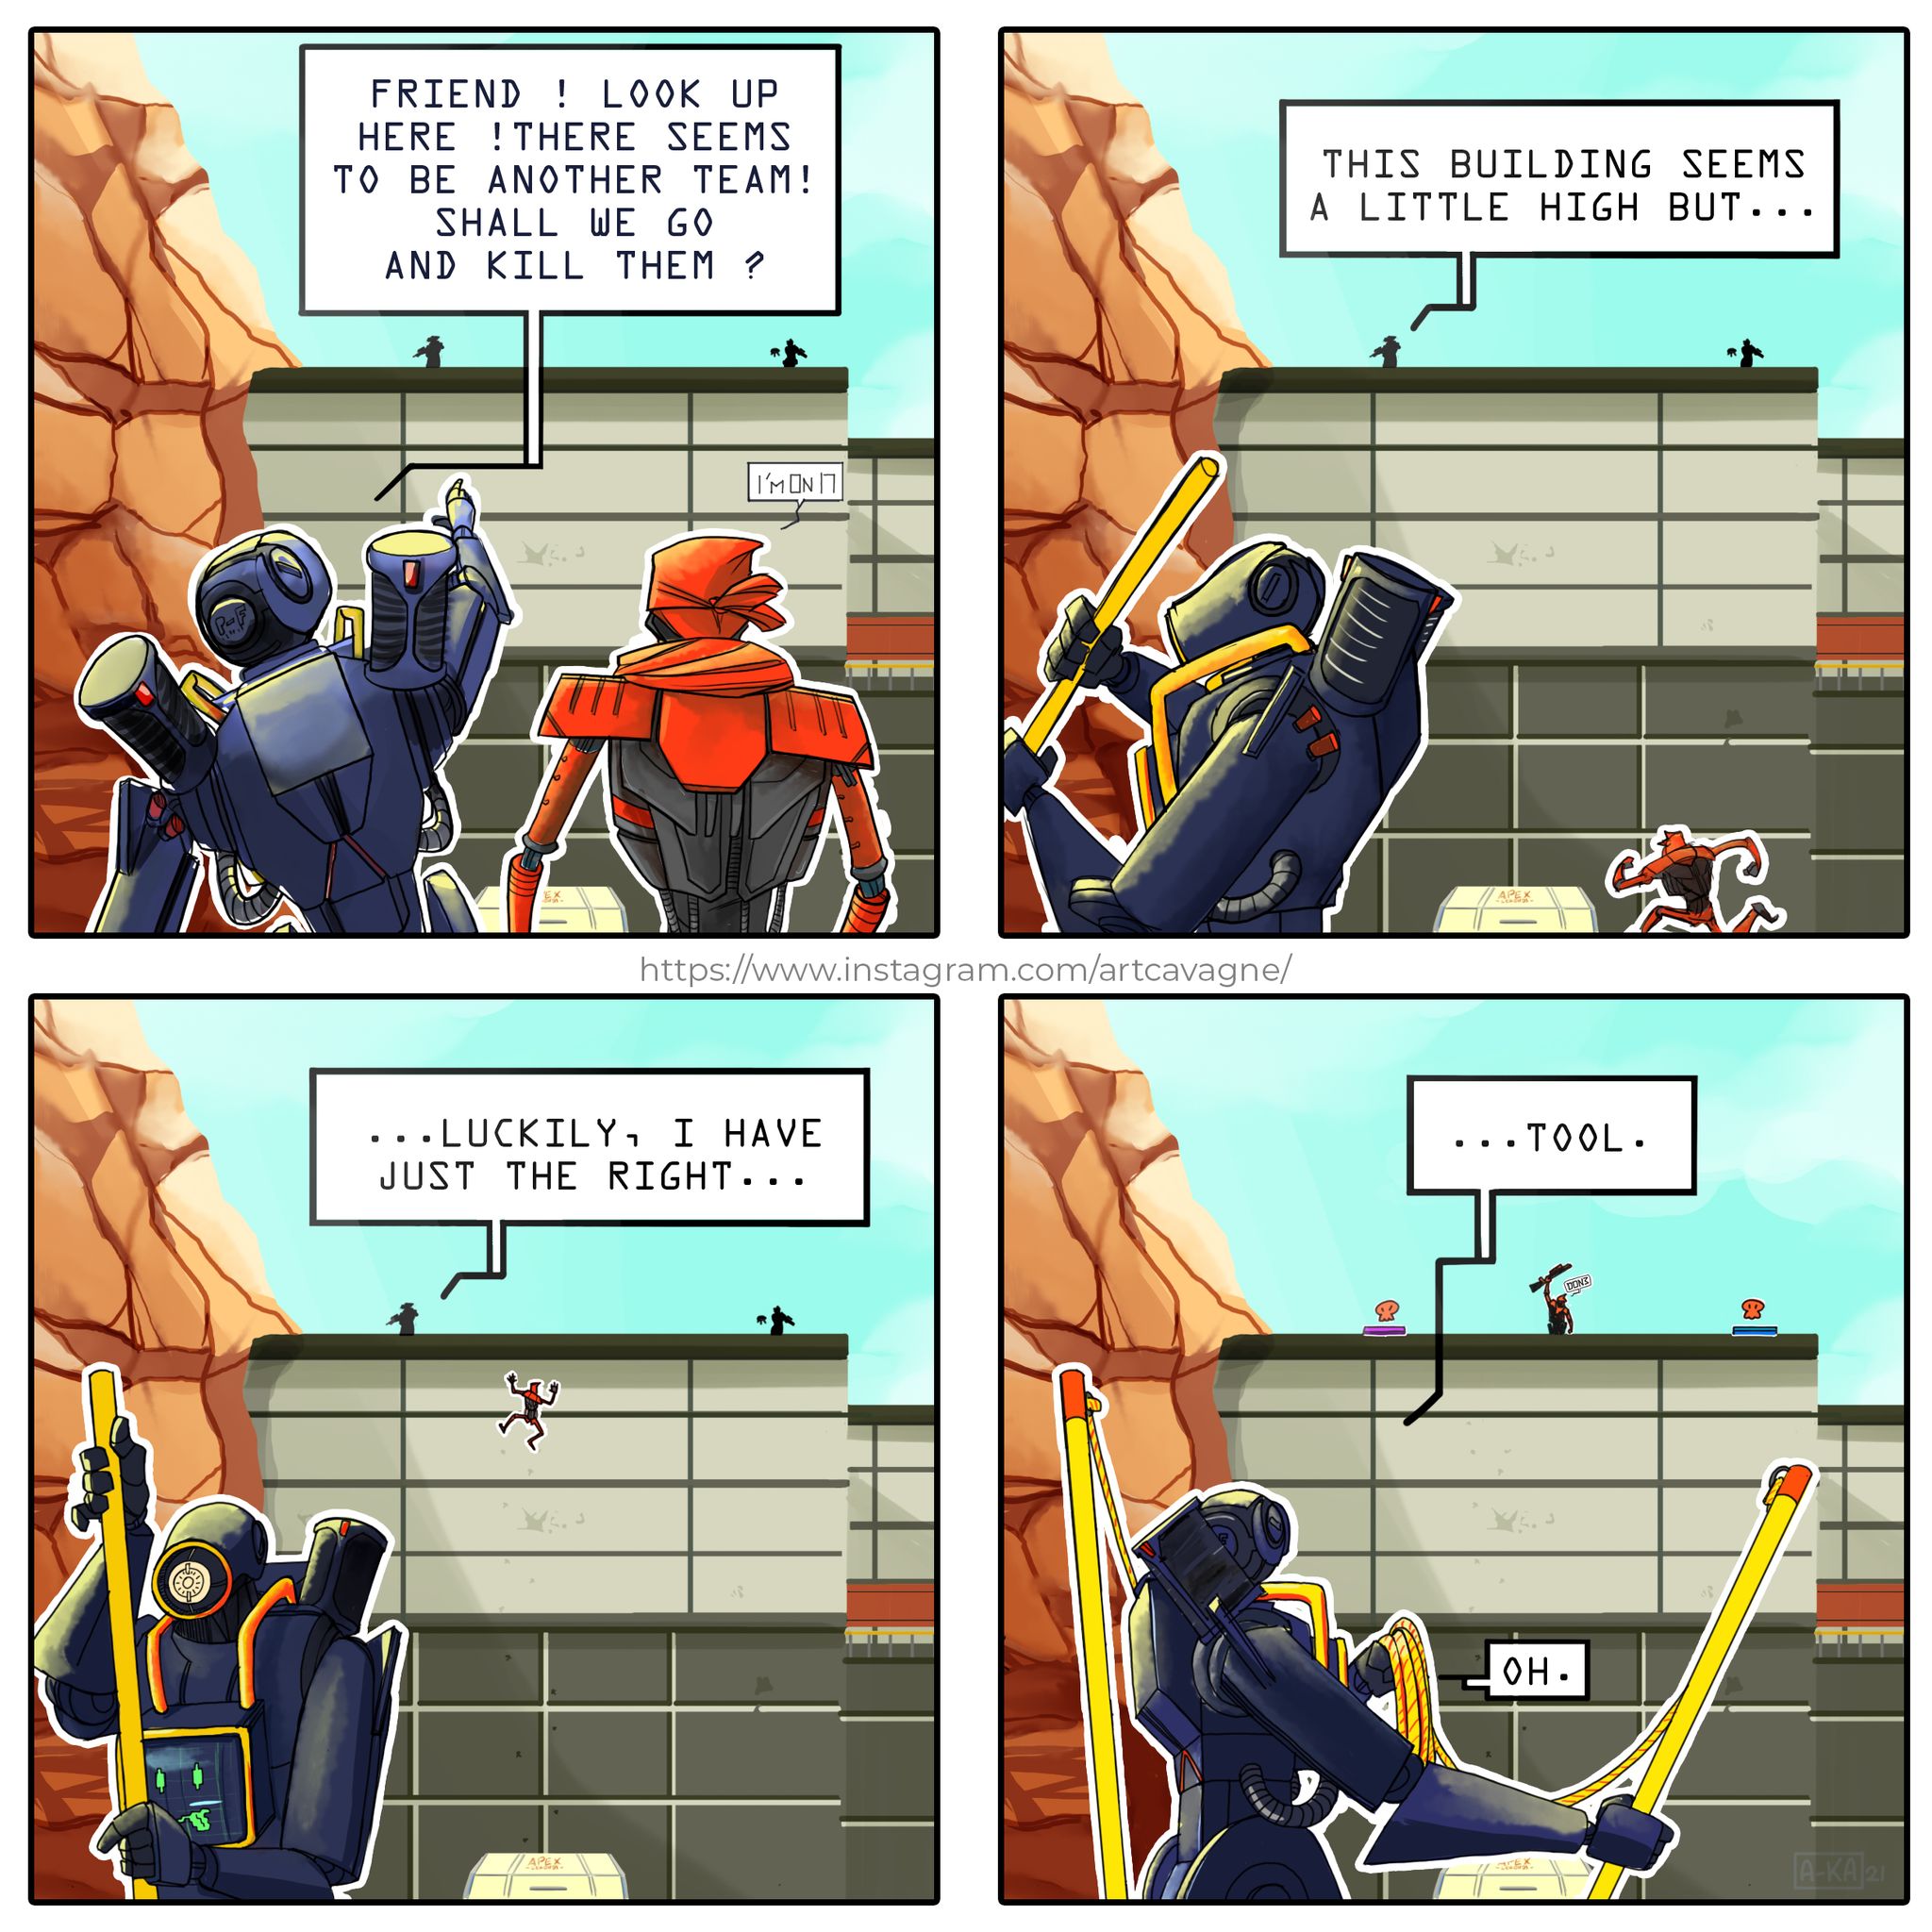 FRIEND ! LOOK UP
HERE !THERE SEEMS
TO BE ANOTHER TEAM!
SHALL WE GO
AND KILL THEM ?
I'M ON IT
P-F
APEX
THIS BUILDING SEEMS
A LITTLE HIGH BUT...
APEX
https://www.instagram.com/artcavagne/
...LUCKILY, I HAVE
JUST THE RIGHT...
APEX
...TOOL.
DONE
OH.
APEX
A-KA 21